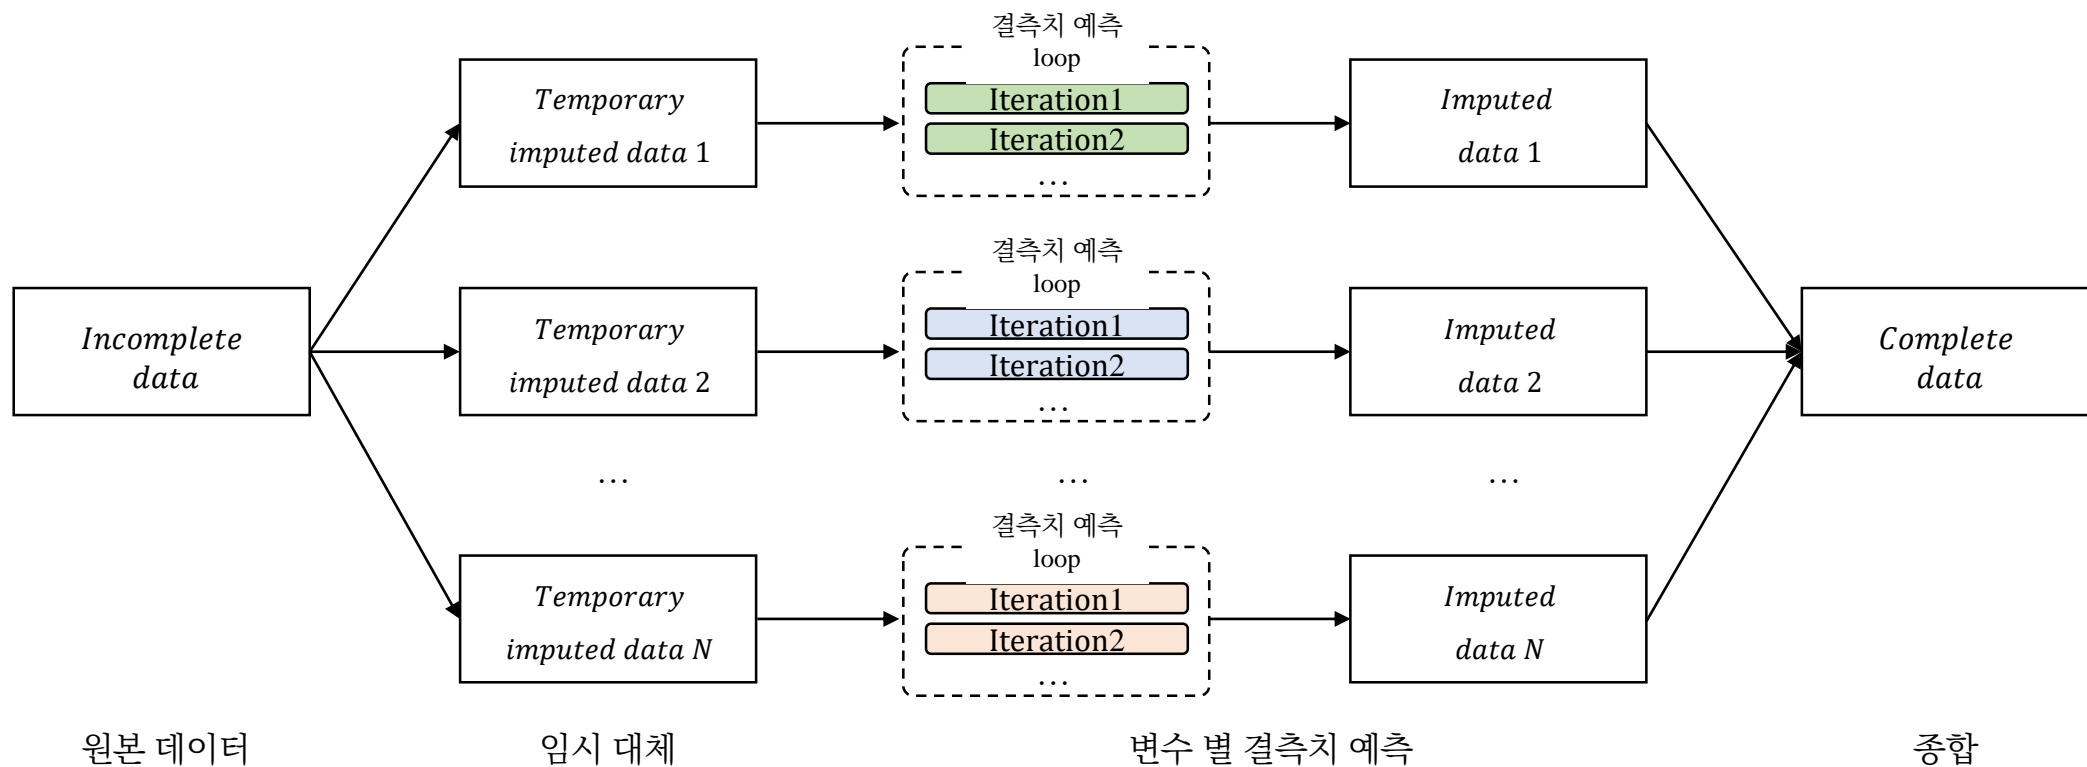 결측치 예측
loop
Temporary
imputed data 1
Iteration1
Iteration2
…
Imputed
data 1
결측치 예측
loop
Incomplete
data
Temporary
imputed data 2
Iteration1
Iteration2
…
Imputed
data 2
Complete
data
…
…
…
결측치 예측
loop
Temporary
imputed data N
Iteration1
Iteration2
…
Imputed
data N
원본 데이터
임시 대체
변수 별 결측치 예측
종합